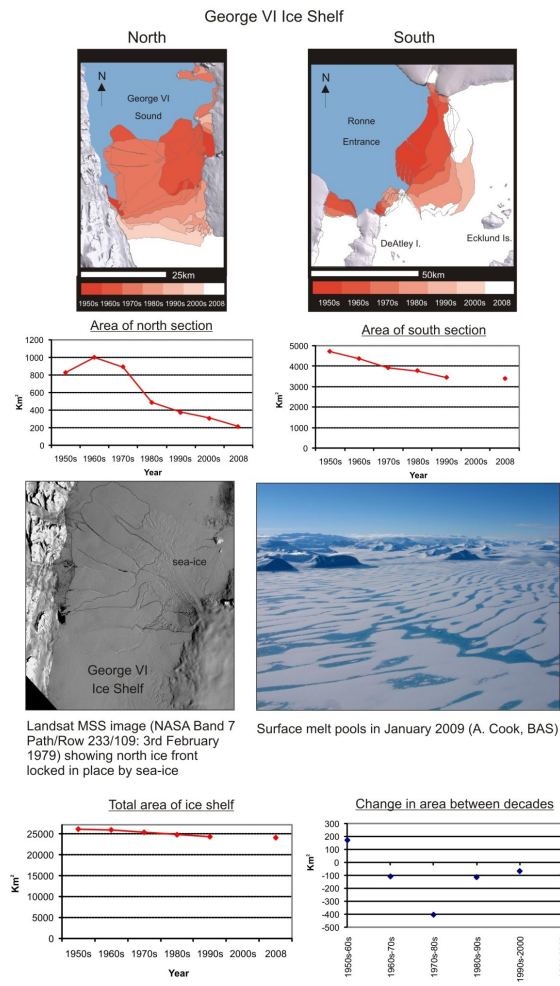 George VI Ice Shelf
North
South
N
George VI
Sound
25km
1950s 1960s 1970s 1980s 1990s 2000s 2008
N
Ronne
Entrance
DeAtley I.
Ecklund Is.
50km
1950s 1960s 1970s 1980s 1990s 2000s 2008
Area of north section
1200
1000
800
600
400
200
0
Km²
1950s 1960s 1970s 1980s 1990s 2000s 2008
Year
Area of south section
5000
4000
3000
2000
1000
0
Km²
1950s 1960s 1970s 1980s 1990s 2000s 2008
Year
sea-ice
George VI
Ice Shelf
Landsat MSS image (NASA Band 7
Path/Row 233/109: 3rd February
1979) showing north ice front
locked in place by sea-ice
Surface melt pools in January 2009 (A. Cook, BAS)
Total area of ice shelf
25000
20000
15000
10000
5000
0
Km²
1950s 1960s 1970s 1980s 1990s 2000s 2008
Year
Change in area between decades
300
200
100
0
-100
-200
-300
-400
-500
Km²
1950s-60s
1960s-70s
1970s-80s
1980s-90s
1990s-2000